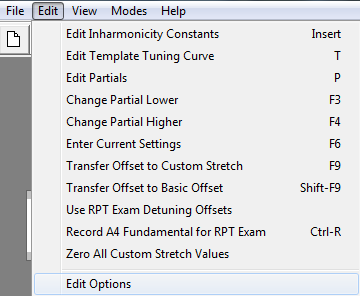 File Edit View Modes Help
Edit Inharmonicity Constants Insert
Edit Template Tuning Curve T
Edit Partials P
Change Partial Lower F3
Change Partial Higher F4
Enter Current Settings F6
Transfer Offset to Custom Stretch F9
Transfer Offset to Basic Offset Shift-F9
Use RPT Exam Detuning Offsets
Record A4 Fundamental for RPT Exam Ctrl-R
Zero All Custom Stretch Values
Edit Options